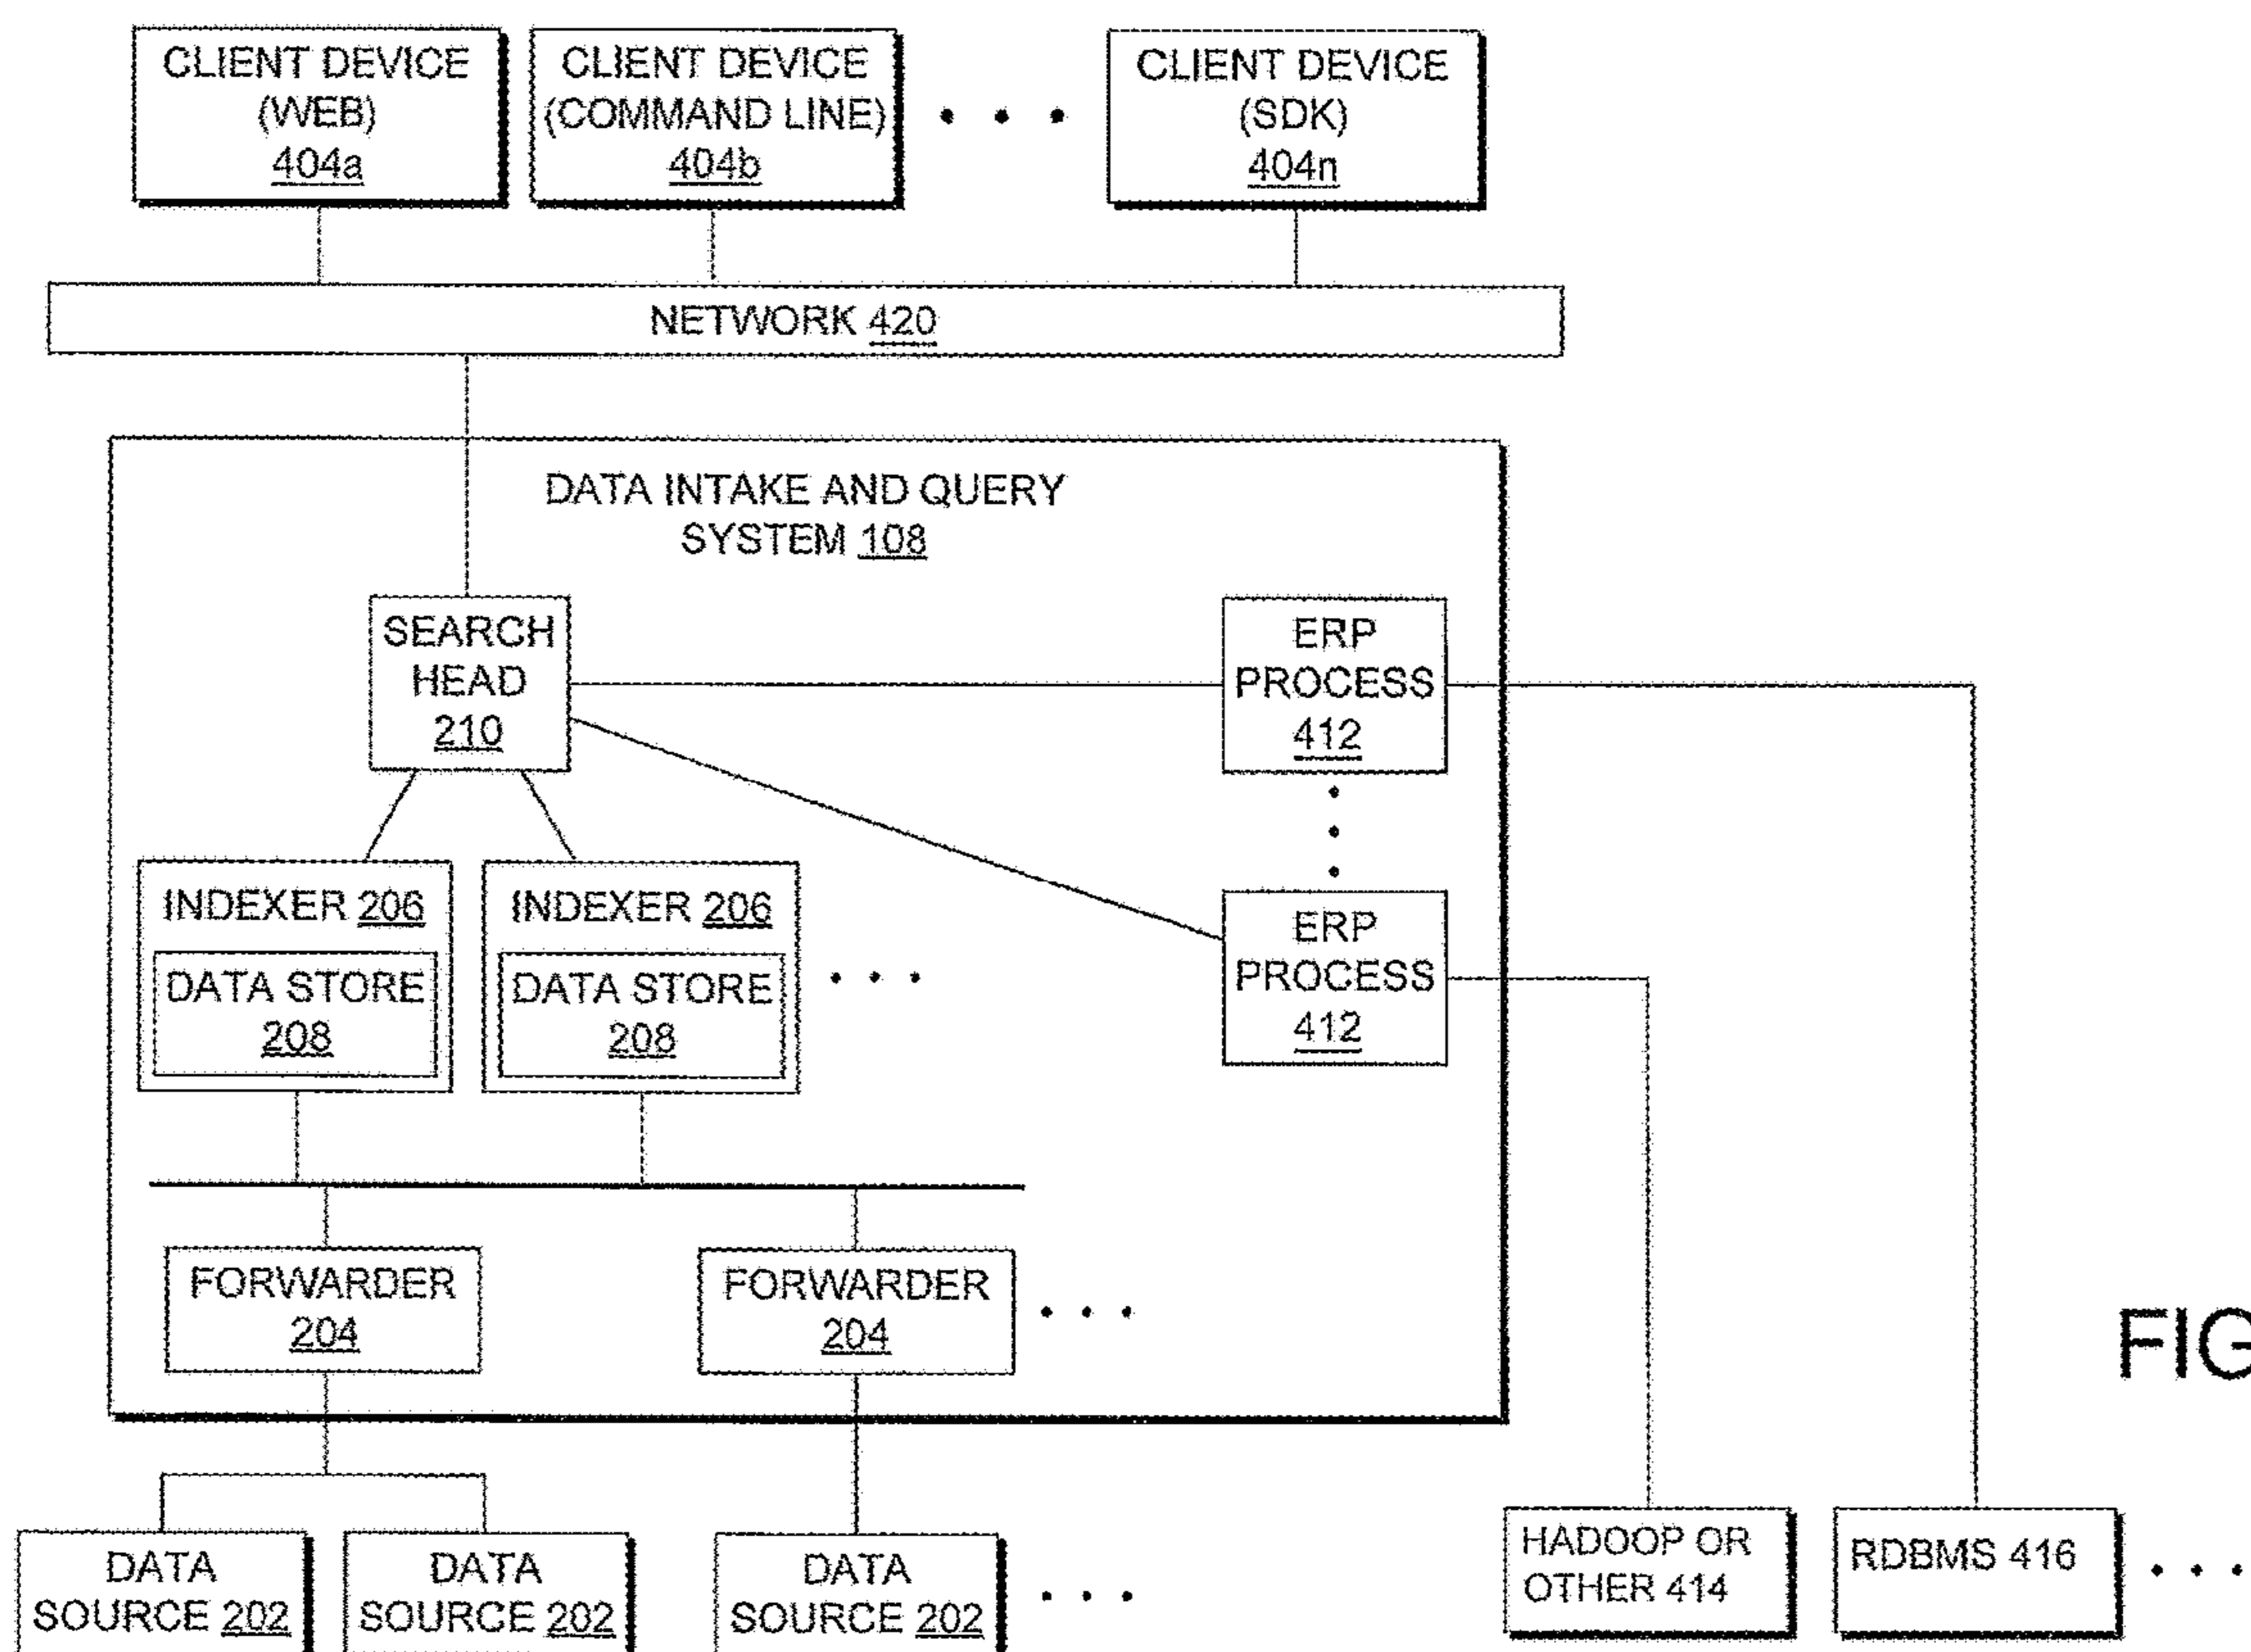 CLIENT DEVICE
(WEB)
404a
CLIENT DEVICE
(COMMAND LINE)
404b
CLIENT DEVICE
(SDK)
404n
NETWORK 420
DATA INTAKE AND QUERY
SYSTEM 108
SEARCH
HEAD
210
ERP
PROCESS
412
INDEXER 206
DATA STORE
208
INDEXER 206
DATA STORE
208
ERP
PROCESS
412
FORWARDER
204
FORWARDER
204
FIG
DATA
SOURCE 202
DATA
SOURCE 202
DATA
SOURCE 202
HADOOP OR
OTHER 414
RDBMS 416